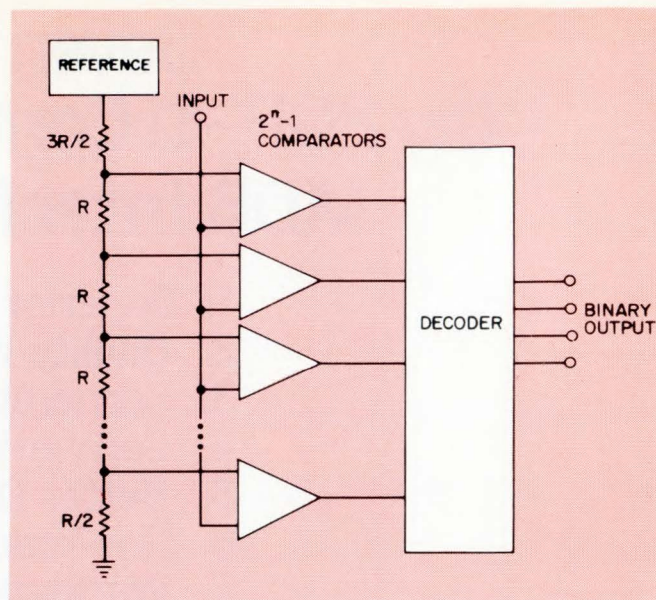 REFERENCE
INPUT
2ⁿ-1
COMPARATORS
3R/2
R
R
R
R/2
DECODER
BINARY
OUTPUT